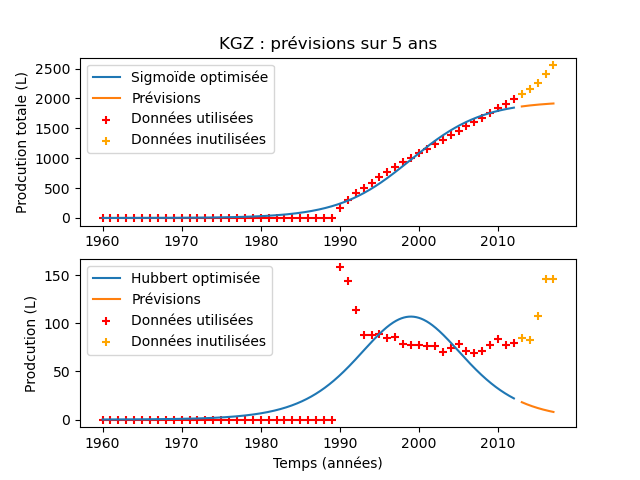 KGZ : prévisions sur 5 ans
Prodcution totale (L)
2500
2000
1500
1000
500
0
Sigmoïde optimisée
Prévisions
Données utilisées
Données inutilisées
1960 1970 1980 1990 2000 2010
Prodcution (L)
150
100
50
0
Hubbert optimisée
Prévisions
Données utilisées
Données inutilisées
1960 1970 1980 1990 2000 2010
Temps (années)